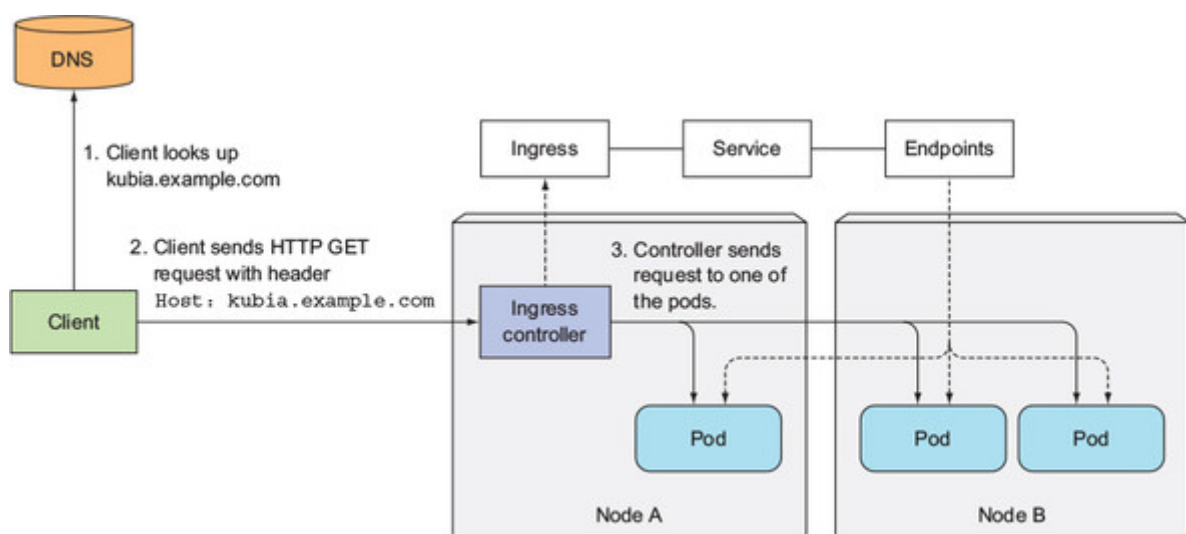 DNS
1. Client looks up
kubia.example.com
Ingress
Service
Endpoints
2. Client sends HTTP GET
request with header
Host: kubia.example.com
3. Controller sends
request to one of
the pods.
Client
Ingress
controller
Pod
Pod
Pod
Node A
Node B